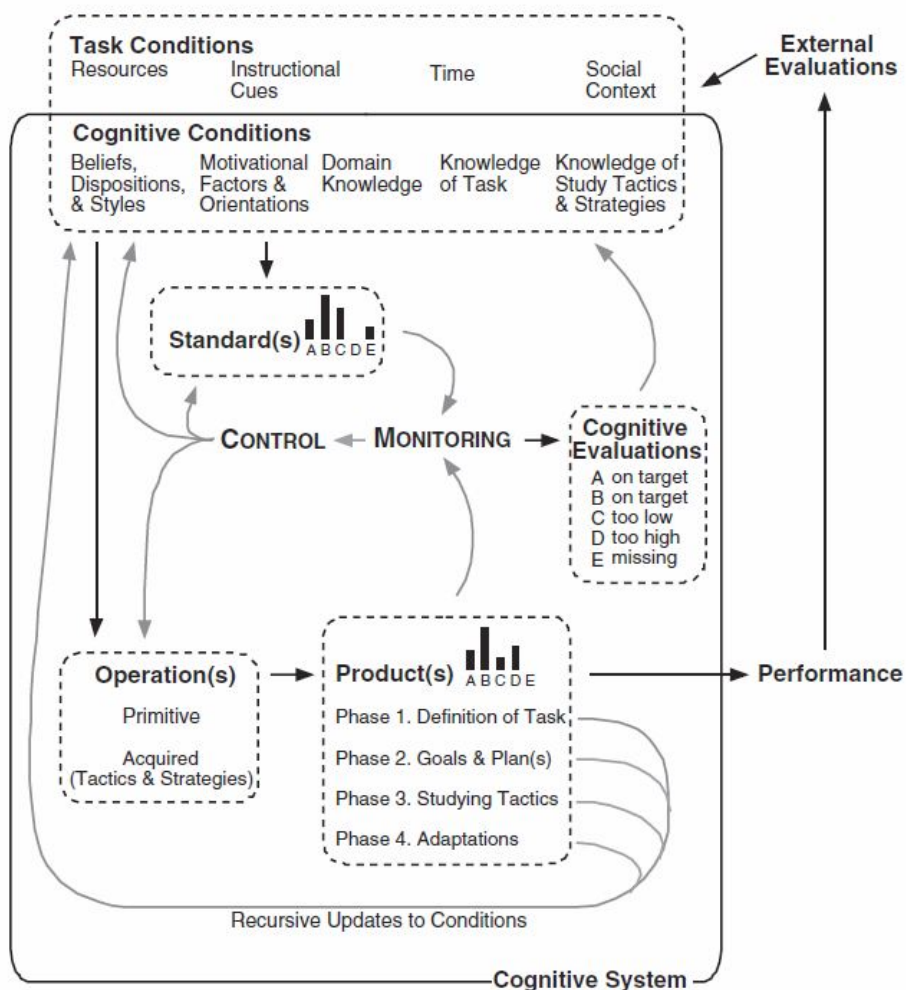 Task Conditions
Resources
Instructional
Cues
Time
Social
Context
External
Evaluations
Cognitive Conditions
Beliefs,
Dispositions,
& Styles
Motivational
Factors &
Orientations
Domain
Knowledge
Knowledge
of Task
Knowledge of
Study Tactics
& Strategies
Standard(s)
A B C D E
CONTROL
MONITORING
Cognitive
Evaluations
A on target
B on target
C too low
D too high
E missing
Operation(s)
Primitive
Acquired
(Tactics & Strategies)
Product(s)
A B C D E
Phase 1. Definition of Task
Phase 2. Goals & Plan(s)
Phase 3. Studying Tactics
Phase 4. Adaptations
Performance
Recursive Updates to Conditions
Cognitive System